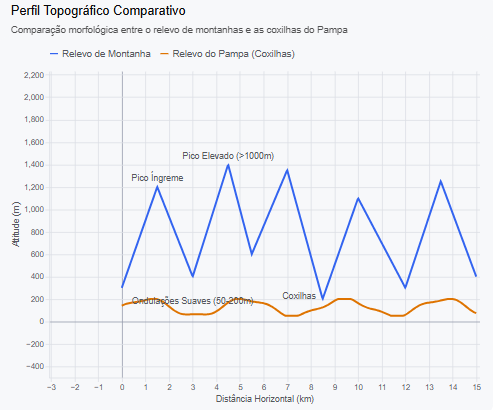 Perfil Topográfico Comparativo
Comparação morfológica entre o relevo de montanhas e as coxilhas do Pampa
Relevo de Montanha Relevo do Pampa (Coxilhas)
2,200
2,000
1,800
1,600
1,400
1,200
1,000
800
600
400
200
0
−200
−400
Altitude (m)
Pico Elevado (>1000m)
Pico Íngreme
Coxilhas
Ondulações Suaves (50-200m)
−3 −2 −1 0 1 2 3 4 5 6 7 8 9 10 11 12 13 14 15
Distância Horizontal (km)